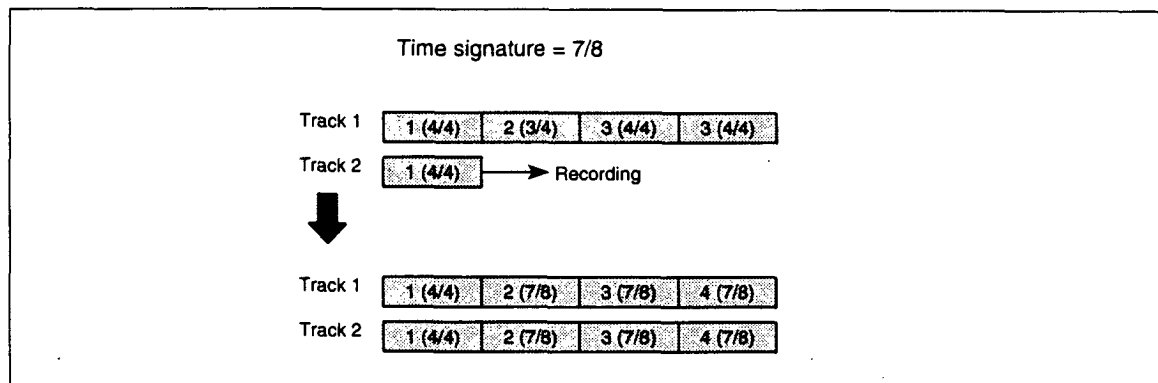 Time signature = 7/8
Track 1 1 (4/4) 2 (3/4) 3 (4/4) 3 (4/4)
Track 2 1 (4/4) Recording
Track 1 1 (4/4) 2 (7/8) 3 (7/8) 4 (7/8)
Track 2 1 (4/4) 2 (7/8) 3 (7/8) 4 (7/8)